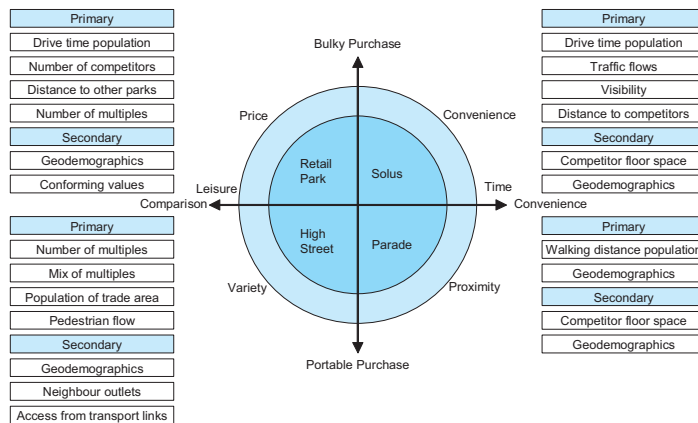 Primary
Drive time population
Number of competitors
Distance to other parks
Number of multiples
Secondary
Geodemographics
Conforming values
Primary
Number of multiples
Mix of multiples
Population of trade area
Pedestrian flow
Secondary
Geodemographics
Neighbour outlets
Access from transport links
Bulky Purchase
Price
Convenience
Retail
Park
Solus
Leisure
Time
Comparison
Convenience
High
Street
Parade
Variety
Proximity
Portable Purchase
Primary
Drive time population
Traffic flows
Visibility
Distance to competitors
Secondary
Competitor floor space
Geodemographics
Primary
Walking distance population
Geodemographics
Secondary
Competitor floor space
Geodemographics